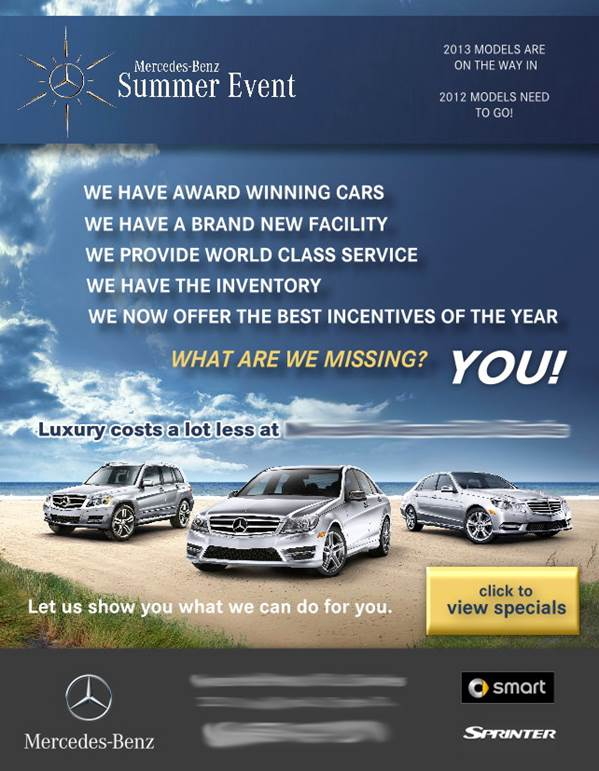 Mercedes-Benz
Summer Event
2013 MODELS ARE
ON THE WAY IN
2012 MODELS NEED
TO GO!
WE HAVE AWARD WINNING CARS
WE HAVE A BRAND NEW FACILITY
WE PROVIDE WORLD CLASS SERVICE
WE HAVE THE INVENTORY
WE NOW OFFER THE BEST INCENTIVES OF THE YEAR
WHAT ARE WE MISSING? YOU!
Luxury costs a lot less at
Let us show you what we can do for you.
click to
view specials
Mercedes-Benz
smart
SPRINTER